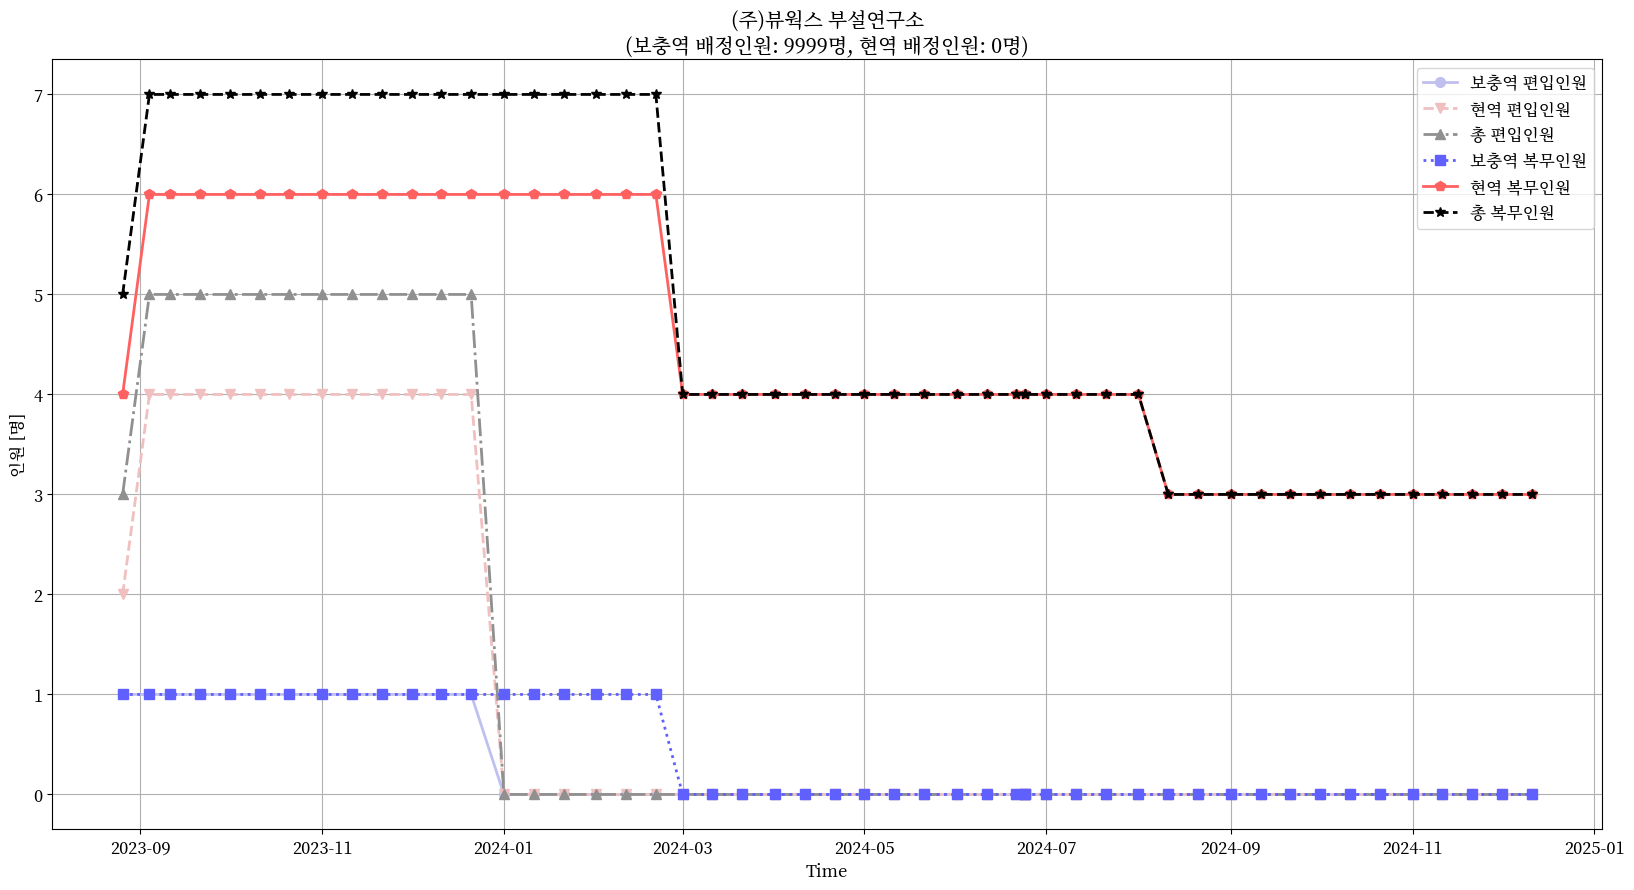 (주)뷰웍스 부설연구소
(보충역 배정인원: 9999명, 현역 배정인원: 0명)
보충역 편입인원
현역 편입인원
총 편입인원
보충역 복무인원
현역 복무인원
총 복무인원
인원 [명]
7
6
5
4
3
2
1
0
2023-09
2023-11
2024-01
2024-03
2024-05
2024-07
2024-09
2024-11
2025-01
Time